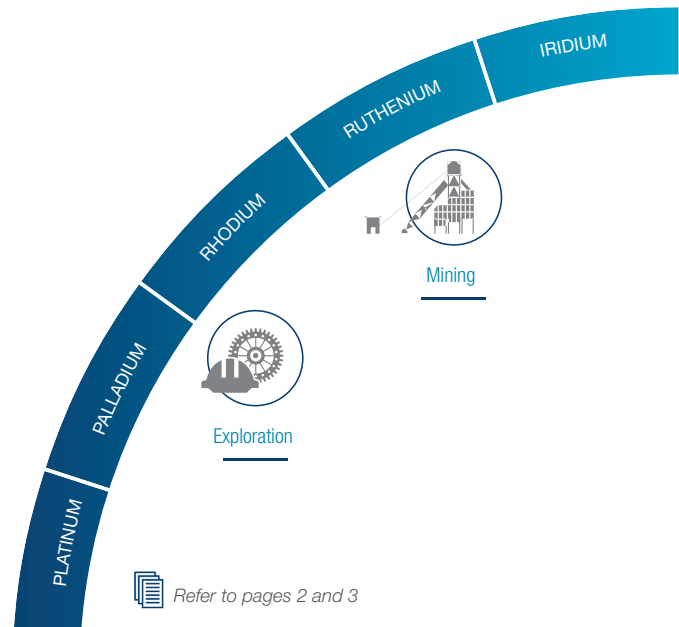 IRIDIUM
RUTHENIUM
RHODIUM
Mining
PALLADIUM
Exploration
PLATINUM
Refer to pages 2 and 3